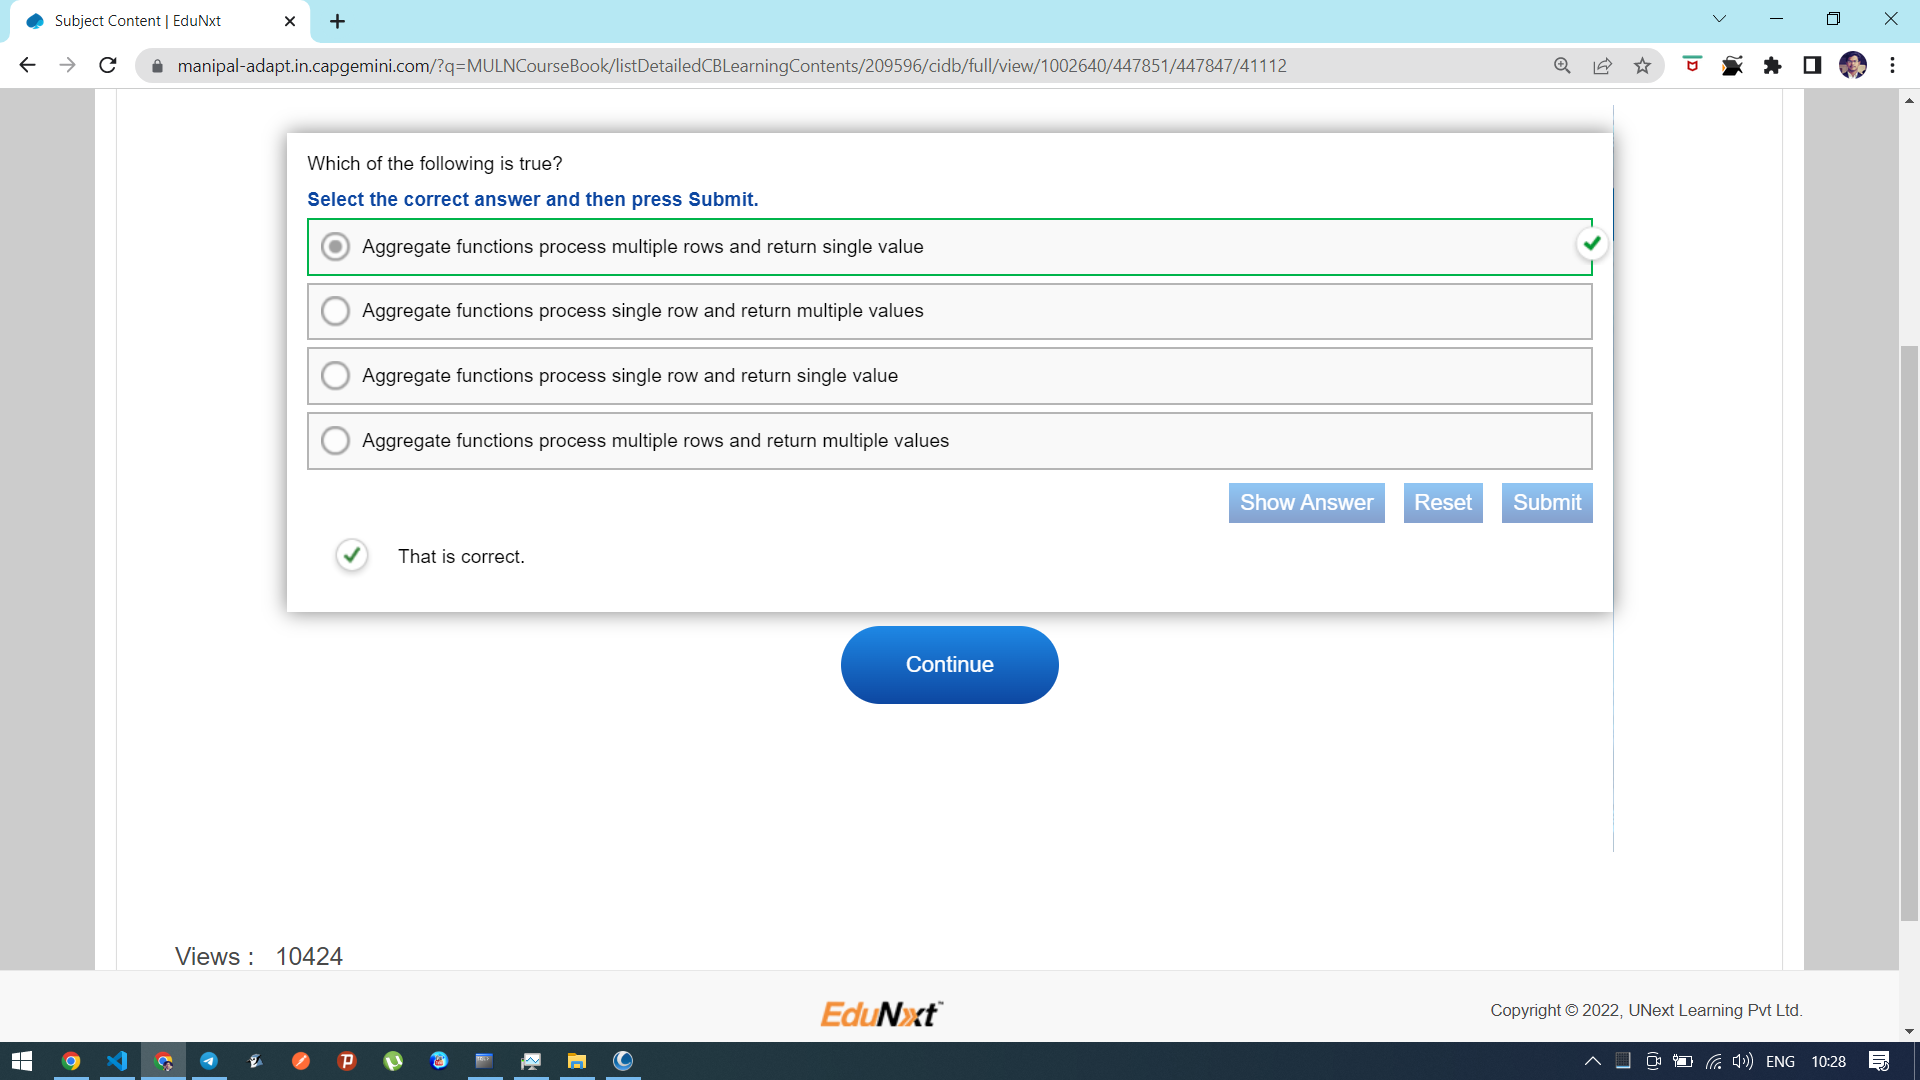 Subject Content | EduNxt
manipal-adapt.in.capgemini.com/?q=MULNCourseBook/listDetailedCBLearningContents/209596/cidb/full/view/1002640/447851/447847/41112
Which of the following is true?
Select the correct answer and then press Submit.
Aggregate functions process multiple rows and return single value
Aggregate functions process single row and return multiple values
Aggregate functions process single row and return single value
Aggregate functions process multiple rows and return multiple values
Show Answer Reset Submit
That is correct.
Continue
Views : 10424
EduNxt
Copyright © 2022, UNext Learning Pvt Ltd.
ENG 10:28